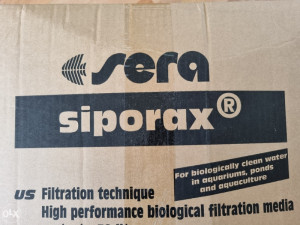 sera
siporax®
For biologically clean water
in aquariums, ponds
and aquaculture
US Filtration technique
High performance biological filtration media